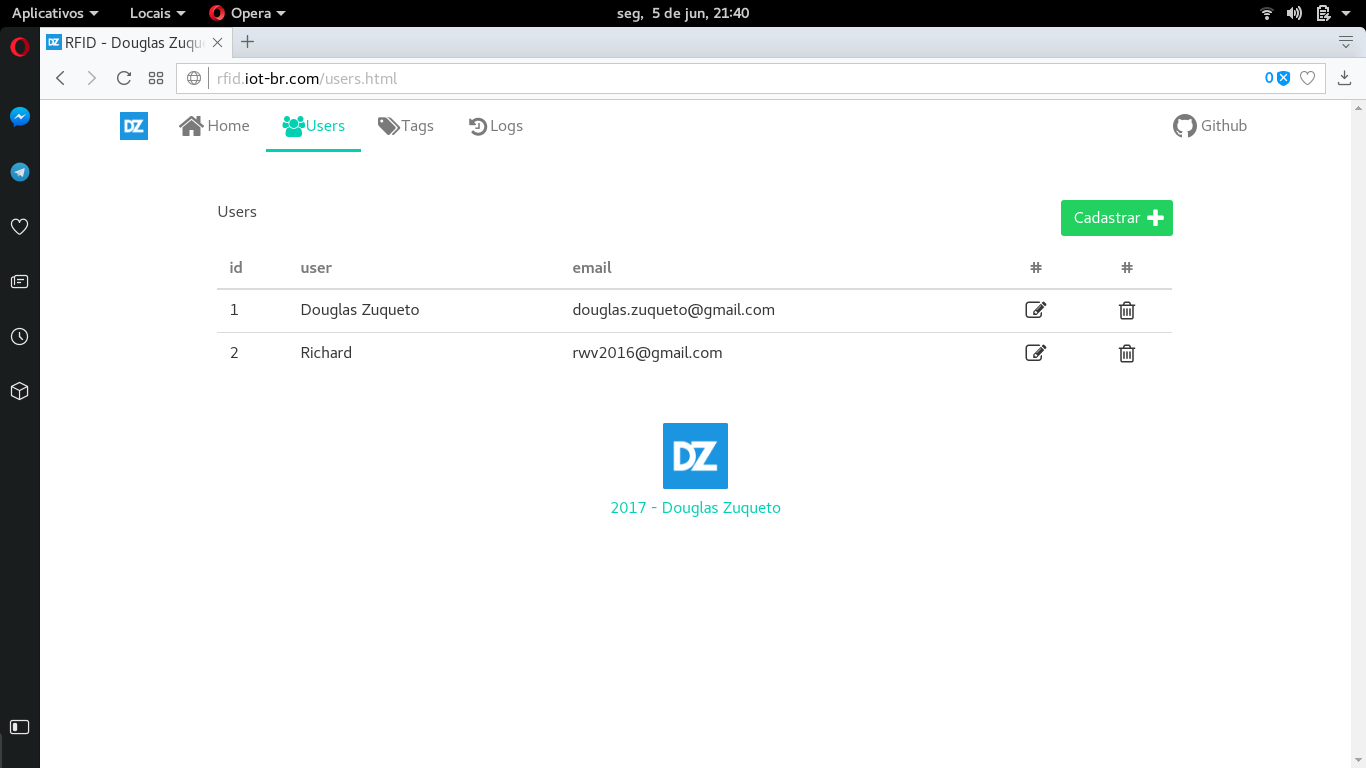 Aplicativos Locais Opera seg, 5 de jun, 21:40
DZ RFID - Douglas Zuqu
rfid.iot-br.com/users.html 0
DZ Home Users Tags Logs Github
Users Cadastrar
id user email # #
1 Douglas Zuqueto douglas.zuqueto@gmail.com
2 Richard rwv2016@gmail.com
DZ
2017 - Douglas Zuqueto